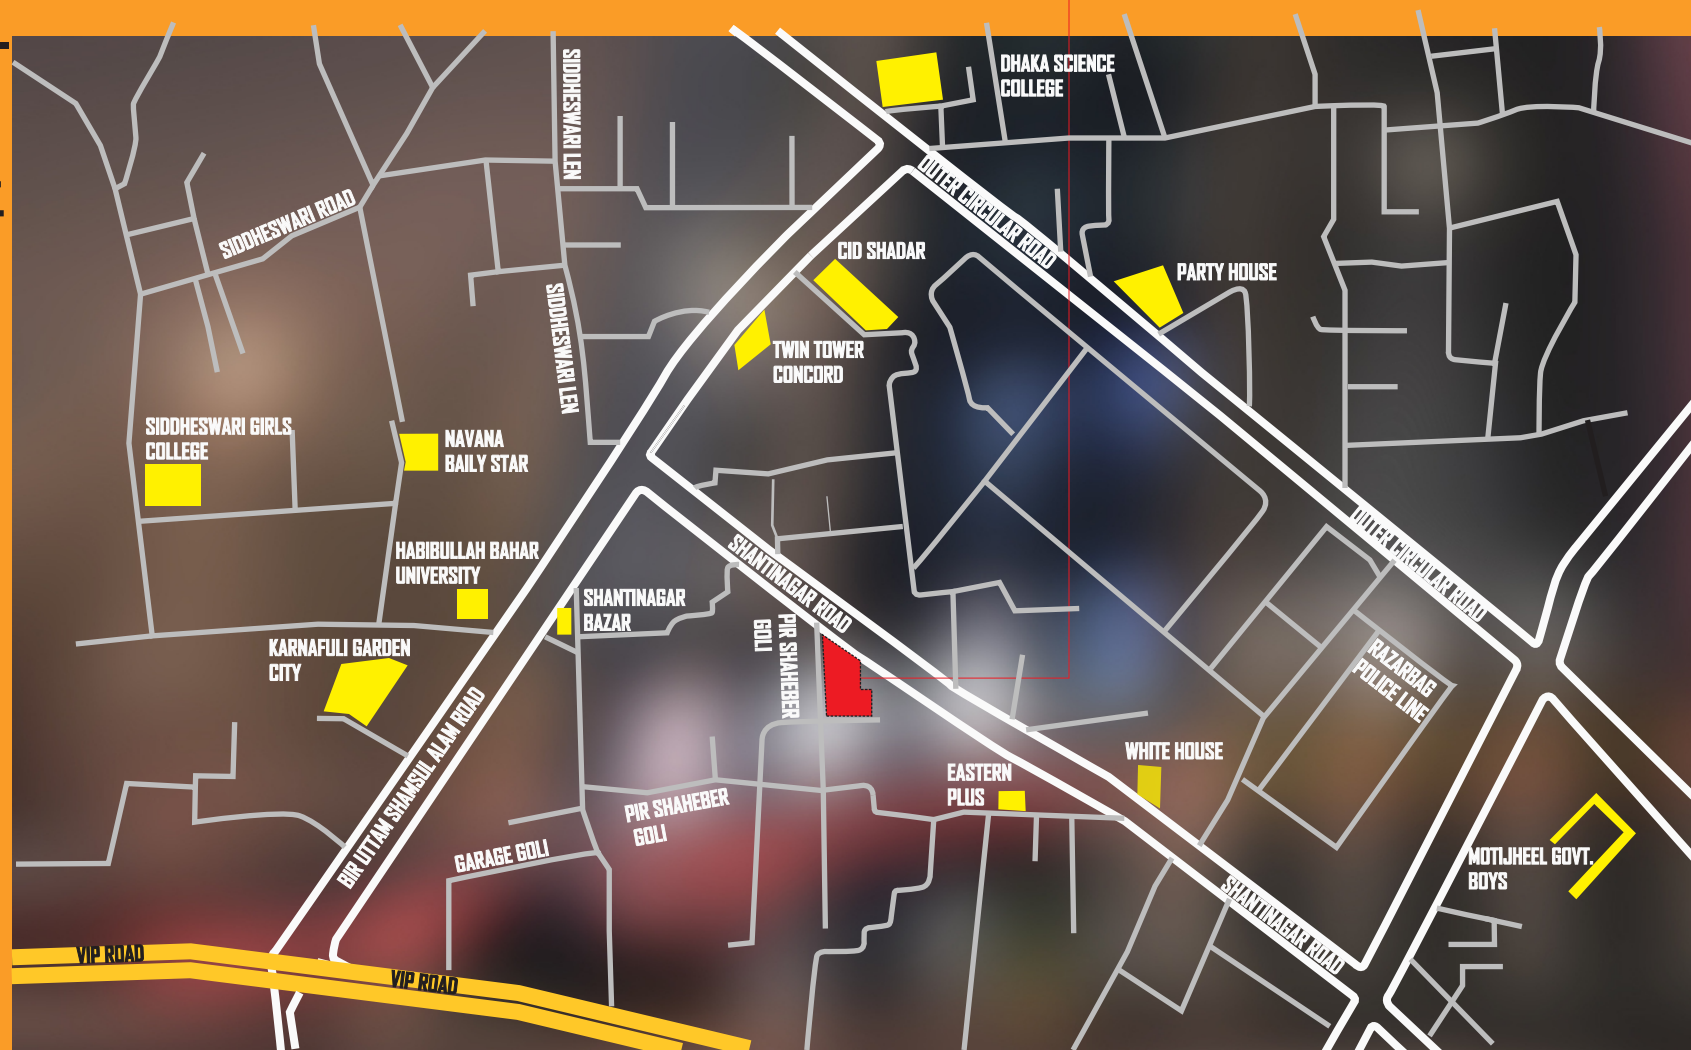 SIDDHESWARI LEN
DHAKA SCIENCE
COLLEGE
OUTER CIRCULAR ROAD
SIDDHESWARI ROAD
CID SHADAR
PARTY HOUSE
SIDDHESWARI LEN
TWIN TOWER
CONCORD
SIDDHESWARI GIRLS
COLLEGE
NAVANA
BAILY STAR
OUTER CIRCULAR ROAD
HABIBULLAH BAHAR
UNIVERSITY
SHANTINAGAR ROAD
SHANTINAGAR
BAZAR
PIR SHAHEBER
GOLI
KARNAFULI GARDEN
CITY
RAZARBAG
POLICE LINE
BIR UTTAM SHAMSUL ALAM ROAD
WHITE HOUSE
EASTERN
PLUS
PIR SHAHEBER
GOLI
GARAGE GOLI
MOTIJHEEL GOVT.
BOYS
SHANTINAGAR ROAD
VIP ROAD
VIP ROAD